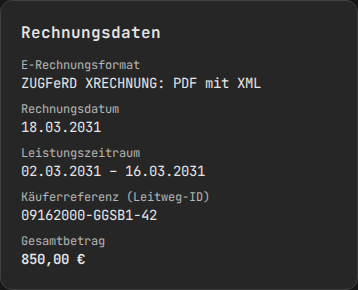 Rechnungsdaten
E-Rechnungsformat
ZUGFeRD XRECHNUNG: PDF mit XML
Rechnungsdatum
18.03.2031
Leistungszeitraum
02.03.2031 – 16.03.2031
Käuferreferenz (Leitweg-ID)
09162000-GGSB1-42
Gesamtbetrag
850,00 €